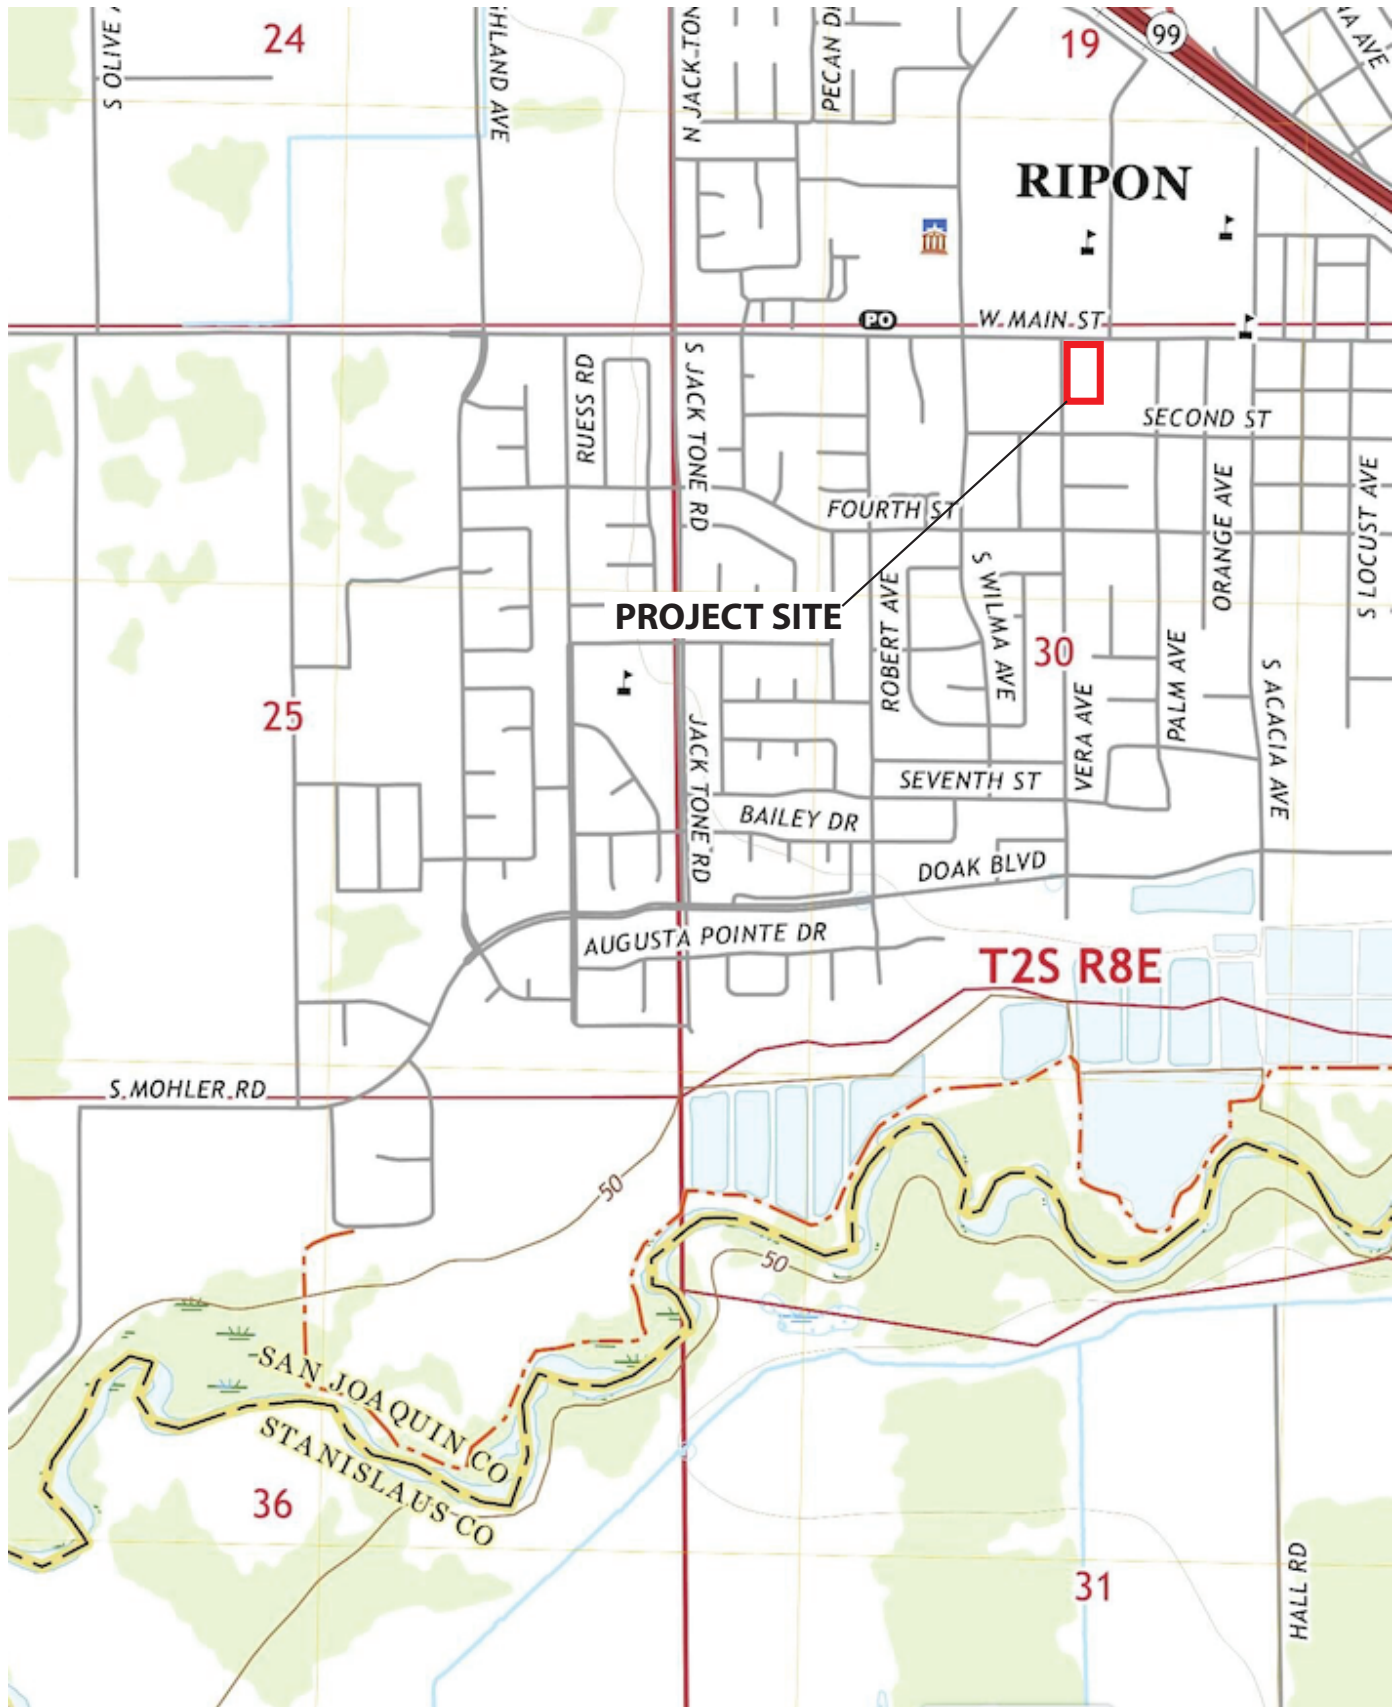 S OLIVE A
24
GHLAND AVE
N JACK TON
PECAN D
19
99
NA AVE
RIPON
PO
W MAIN ST
RUESS RD
S JACK TONE RD
SECOND ST
FOURTH ST
ORANGE AVE
S LOCUST AVE
PROJECT SITE
ROBERT AVE
S WILMA AVE
30
PALM AVE
VERA AVE
S ACACIA AVE
25
JACK TONE RD
SEVENTH ST
BAILEY DR
DOAK BLVD
AUGUSTA POINTE DR
T2S R8E
S MOHLER RD
50
50
SAN JOAQUIN CO
STANISLAUS CO
36
31
HALL RD